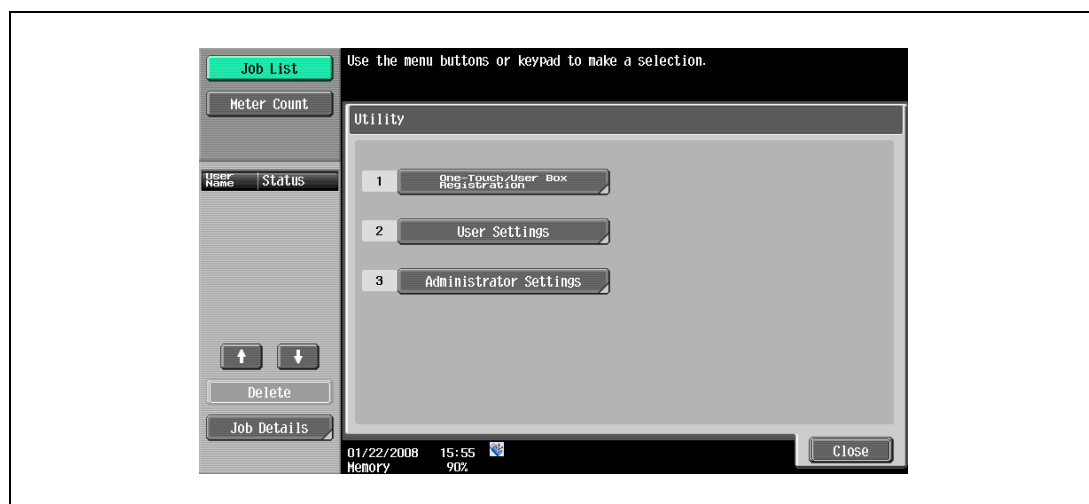 Job List
Meter Count
User
Name
Status
Delete
Job Details
Use the menu buttons or keypad to make a selection.
Utility
1
One-Touch/User Box
Registration
2
User Settings
3
Administrator Settings
01/22/2008 15:55
Memory 90%
Close